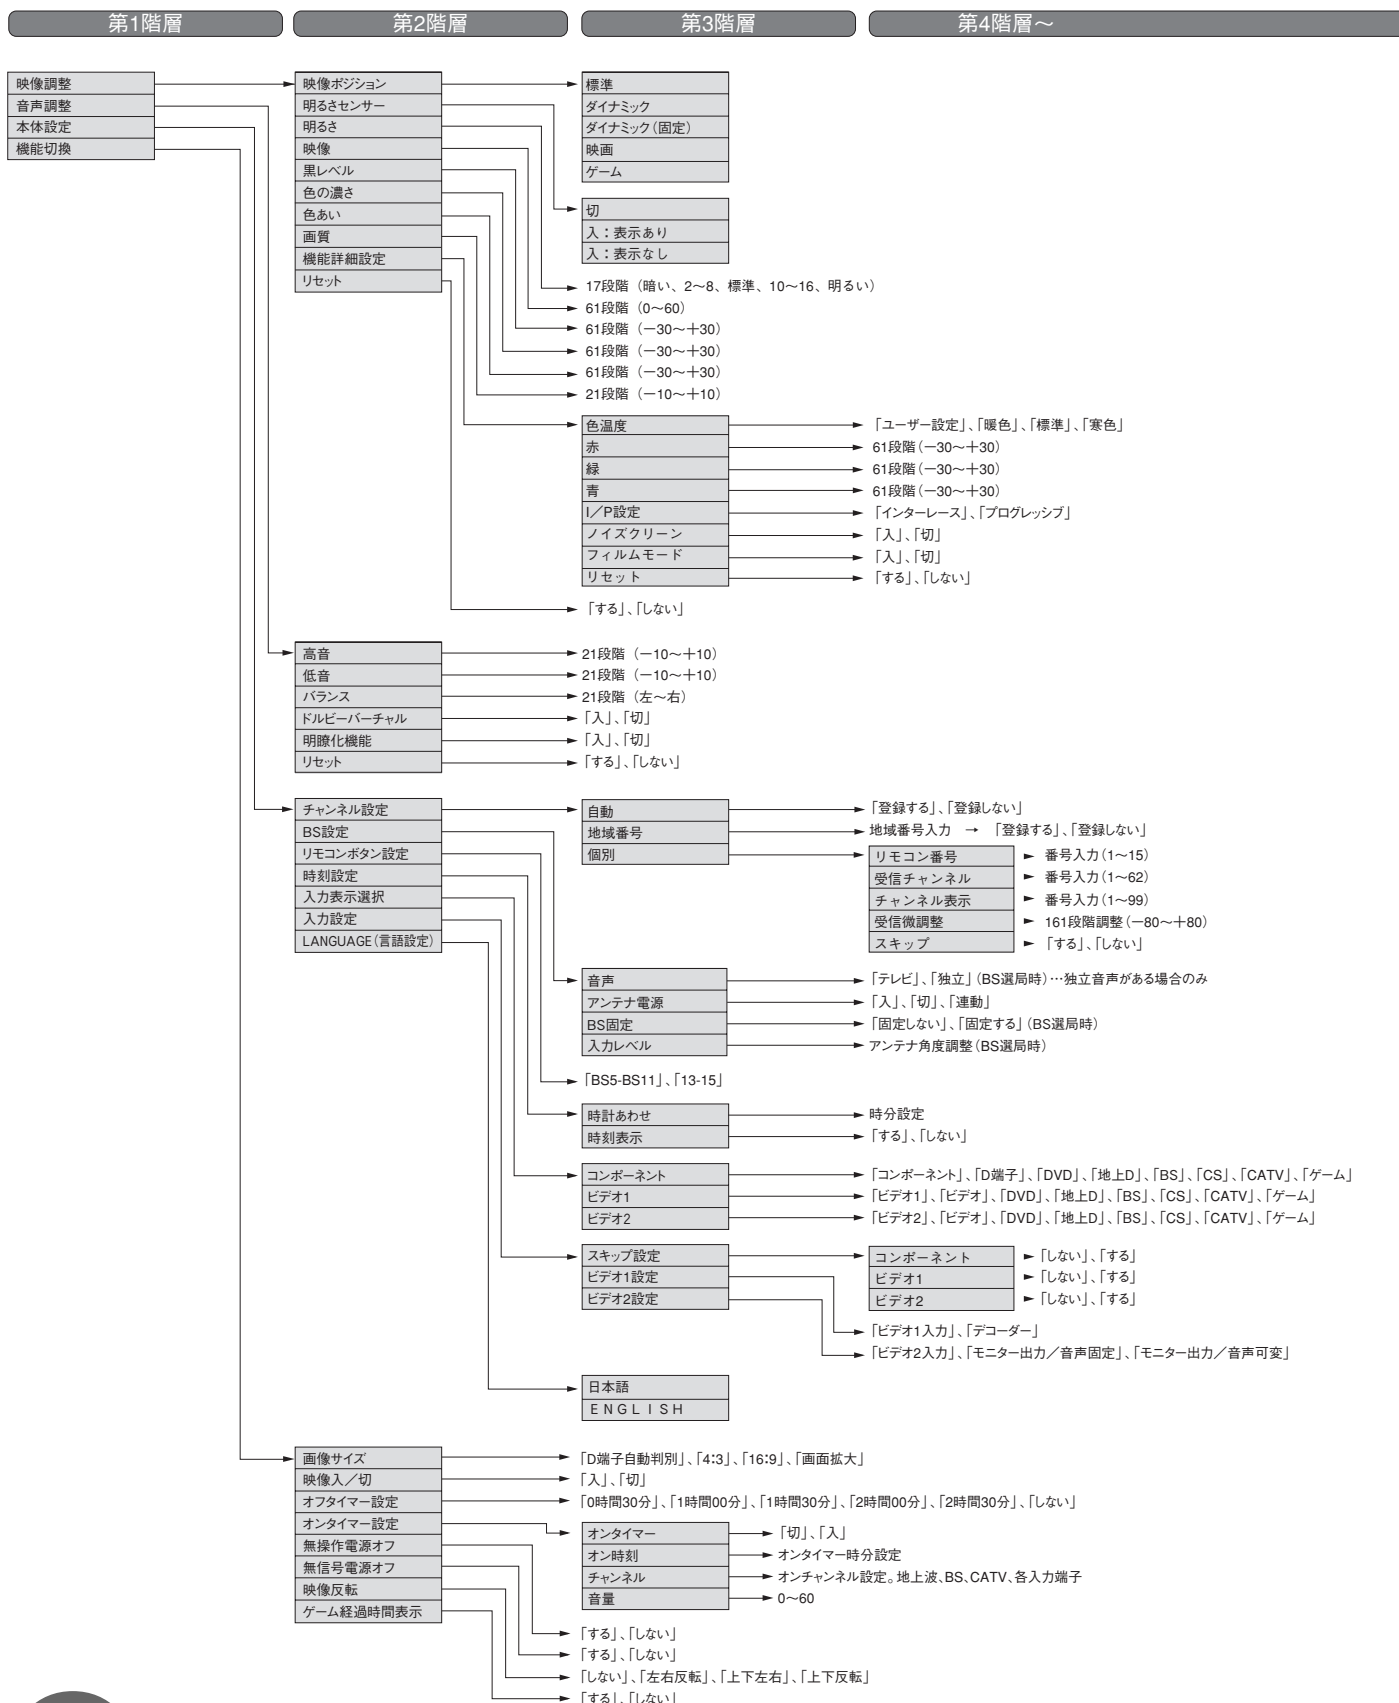 第1階層
第2階層
第3階層
第4階層～
映像調整
音声調整
本体設定
機能切換
映像ポジション
明るさセンサー
明るさ
映像
黒レベル
色の濃さ
色あい
画質
機能詳細設定
リセット
標準
ダイナミック
ダイナミック（固定）
映画
ゲーム
切
入：表示あり
入：表示なし
17段階（暗い、2～8、標準、10～16、明るい）
61段階（0～60）
61段階（－30～＋30）
61段階（－30～＋30）
61段階（－30～＋30）
21段階（－10～＋10）
色温度
赤
緑
青
I／P設定
ノイズクリーン
フィルムモード
リセット
「ユーザー設定」、「暖色」、「標準」、「寒色」
61段階（－30～＋30）
61段階（－30～＋30）
61段階（－30～＋30）
「インターレース」、「プログレッシブ」
「入」、「切」
「入」、「切」
「する」、「しない」
「する」、「しない」
高音
低音
バランス
ドルビーバーチャル
明瞭化機能
リセット
21段階（－10～＋10）
21段階（－10～＋10）
21段階（左～右）
「入」、「切」
「入」、「切」
「する」、「しない」
チャンネル設定
BS設定
リモコンボタン設定
時刻設定
入力表示選択
入力設定
LANGUAGE（言語設定）
自動
地域番号
個別
「登録する」、「登録しない」
地域番号入力　→　「登録する」、「登録しない」
リモコン番号
受信チャンネル
チャンネル表示
受信微調整
スキップ
番号入力（1～15）
番号入力（1～62）
番号入力（1～99）
161段階調整（－80～＋80）
「する」、「しない」
音声
アンテナ電源
BS固定
入力レベル
「テレビ」、「独立」（BS選局時）…独立音声がある場合のみ
「入」、「切」、「連動」
「固定しない」、「固定する」（BS選局時）
アンテナ角度調整（BS選局時）
「BS5-BS11」、「13-15」
時計あわせ
時刻表示
時分設定
「する」、「しない」
コンポーネント
ビデオ1
ビデオ2
「コンポーネント」、「D端子」、「DVD」、「地上D」、「BS」、「CS」、「CATV」、「ゲーム」
「ビデオ1」、「ビデオ」、「DVD」、「地上D」、「BS」、「CS」、「CATV」、「ゲーム」
「ビデオ2」、「ビデオ」、「DVD」、「地上D」、「BS」、「CS」、「CATV」、「ゲーム」
スキップ設定
ビデオ1設定
ビデオ2設定
コンポーネント
ビデオ1
ビデオ2
「しない」、「する」
「しない」、「する」
「しない」、「する」
「ビデオ1入力」、「デコーダー」
「ビデオ2入力」、「モニター出力／音声固定」、「モニター出力／音声可変」
日本語
ＥＮＧＬＩＳＨ
画像サイズ
映像入／切
オフタイマー設定
オンタイマー設定
無操作電源オフ
無信号電源オフ
映像反転
ゲーム経過時間表示
「D端子自動判別」、「4:3」、「16:9」、「画面拡大」
「入」、「切」
「0時間30分」、「1時間00分」、「1時間30分」、「2時間00分」、「2時間30分」、「しない」
オンタイマー
オン時刻
チャンネル
音量
「切」、「入」
オンタイマー時分設定
オンチャンネル設定。地上波、BS、CATV、各入力端子
0～60
「する」、「しない」
「する」、「しない」
「しない」、「左右反転」、「上下左右」、「上下反転」
「する」、「しない」